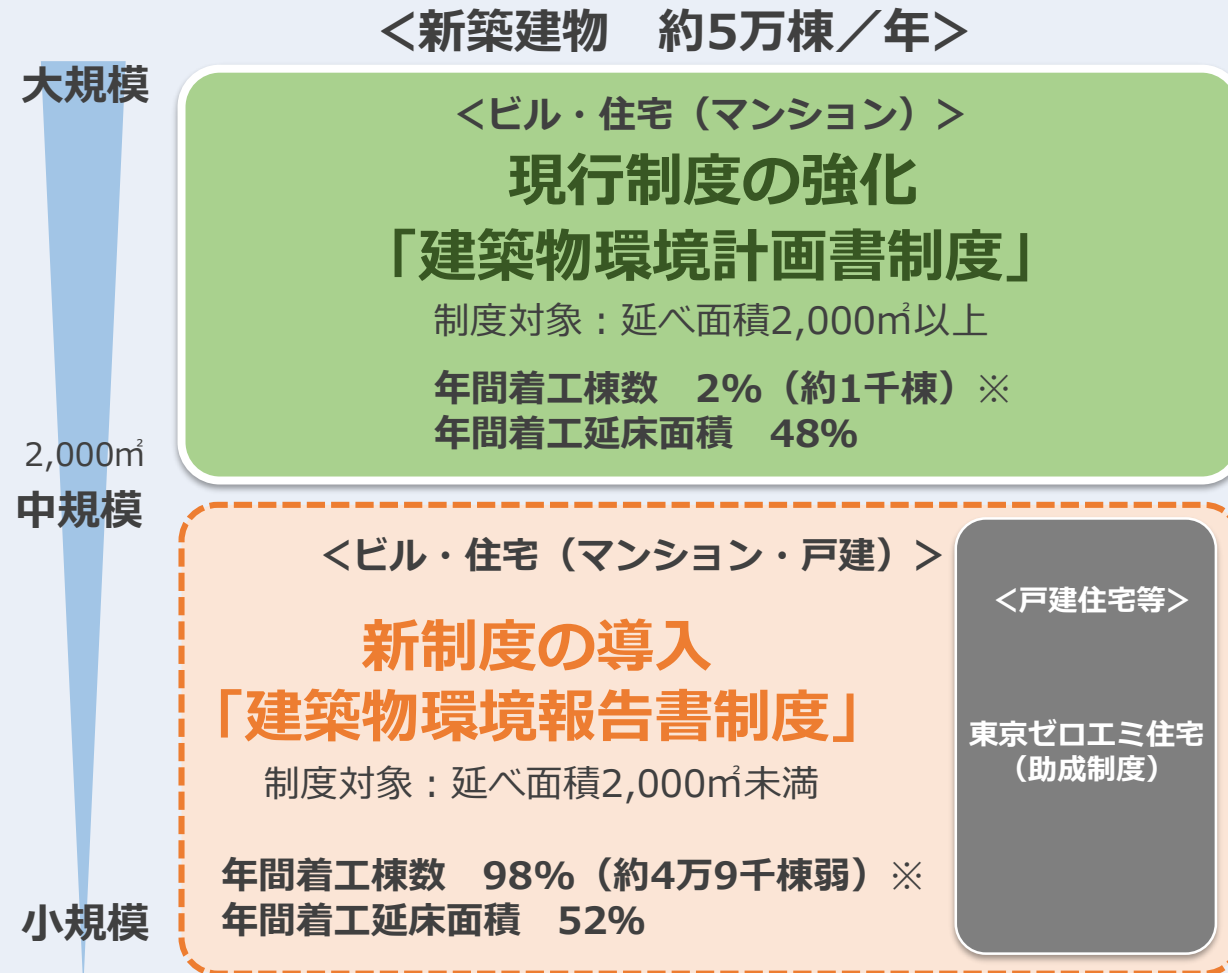 ＜新築建物　約5万棟／年＞
大規模
＜ビル・住宅（マンション）＞
現行制度の強化
「建築物環境計画書制度」
制度対象：延べ面積2,000㎡以上
年間着工棟数　2%（約1千棟）※
年間着工延床面積　48%
2,000㎡
中規模
＜ビル・住宅（マンション・戸建）＞
新制度の導入
「建築物環境報告書制度」
制度対象：延べ面積2,000㎡未満
年間着工棟数　98%（約4万9千棟弱）※
年間着工延床面積　52%
＜戸建住宅等＞
東京ゼロエミ住宅
（助成制度）
小規模